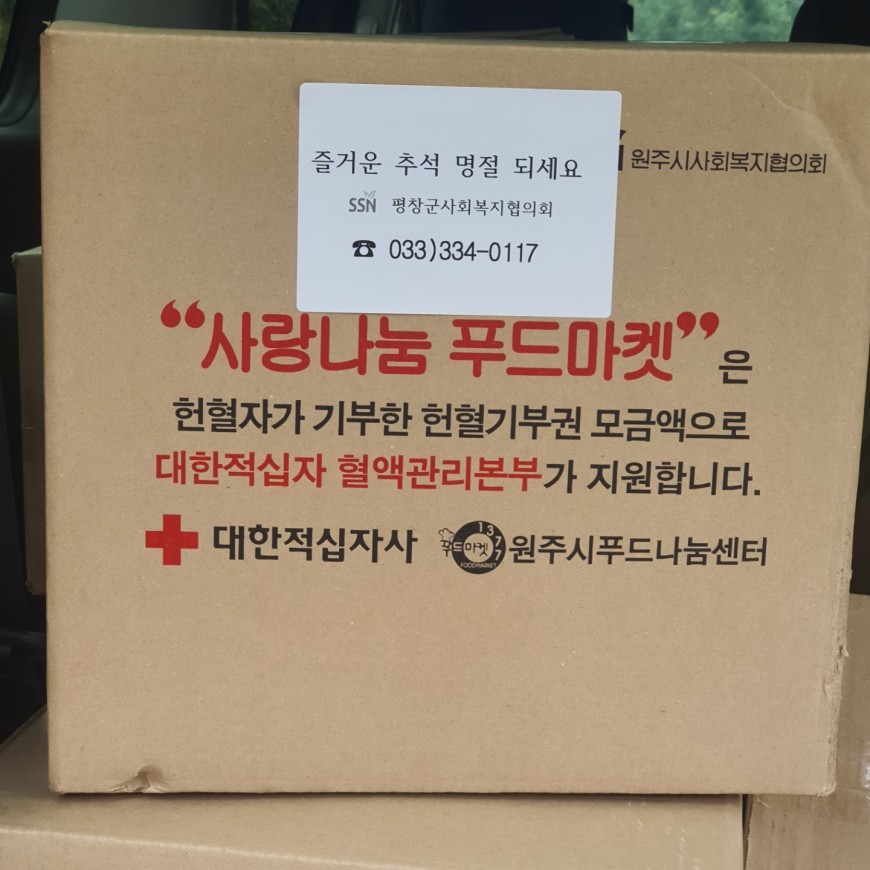 즐거운 추석 명절 되세요
SSN 평창군사회복지협의회
☎ 033)334-0117
원주시사회복지협의회
“사랑나눔 푸드마켓”은
헌혈자가 기부한 헌혈기부권 모금액으로
대한적십자 혈액관리본부가 지원합니다.
대한적십자사
1377
푸드마켓
FOOD MARKET
원주시푸드나눔센터